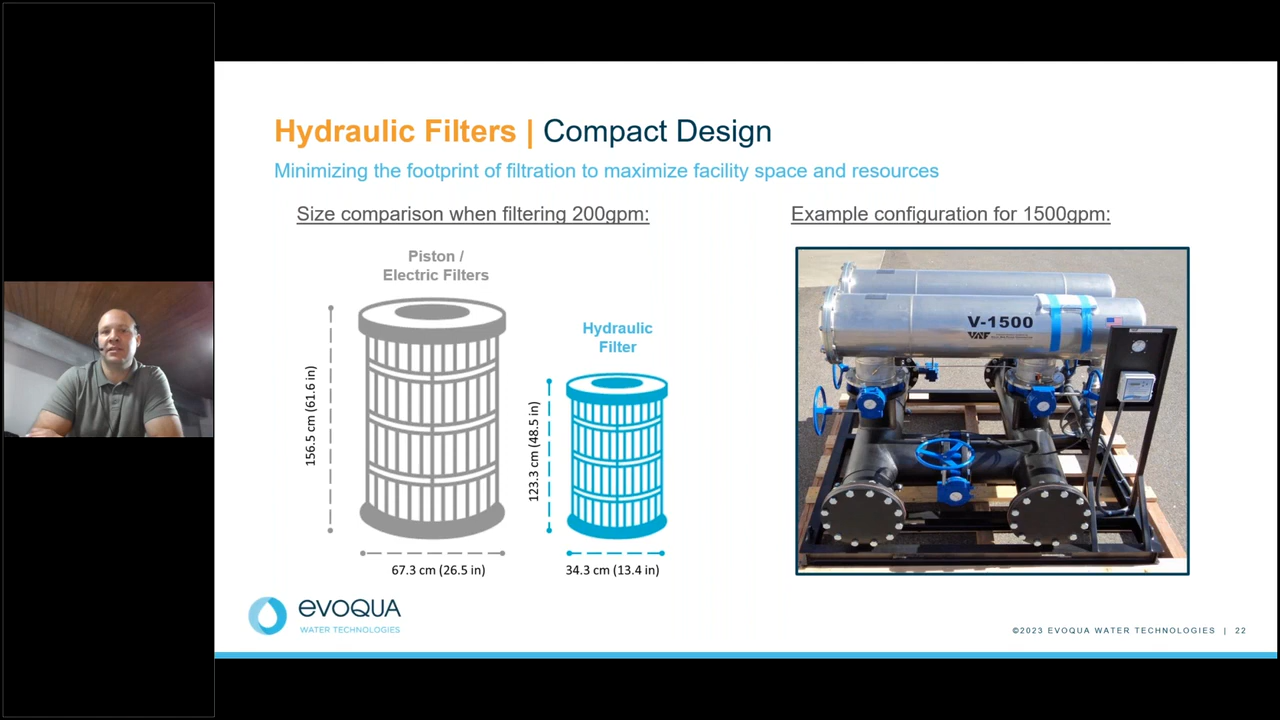 Hydraulic Filters | Compact Design
Minimizing the footprint of filtration to maximize facility space and resources
Size comparison when filtering 200gpm:
Piston /
Electric Filters
156.5 cm (61.6 in)
67.3 cm (26.5 in)
Hydraulic
Filter
123.3 cm (48.5 in)
34.3 cm (13.4 in)
Example configuration for 1500gpm:
V-1500
VAF
evoQUA
WATER TECHNOLOGIES
©2023 EVOQUA WATER TECHNOLOGIES | 22